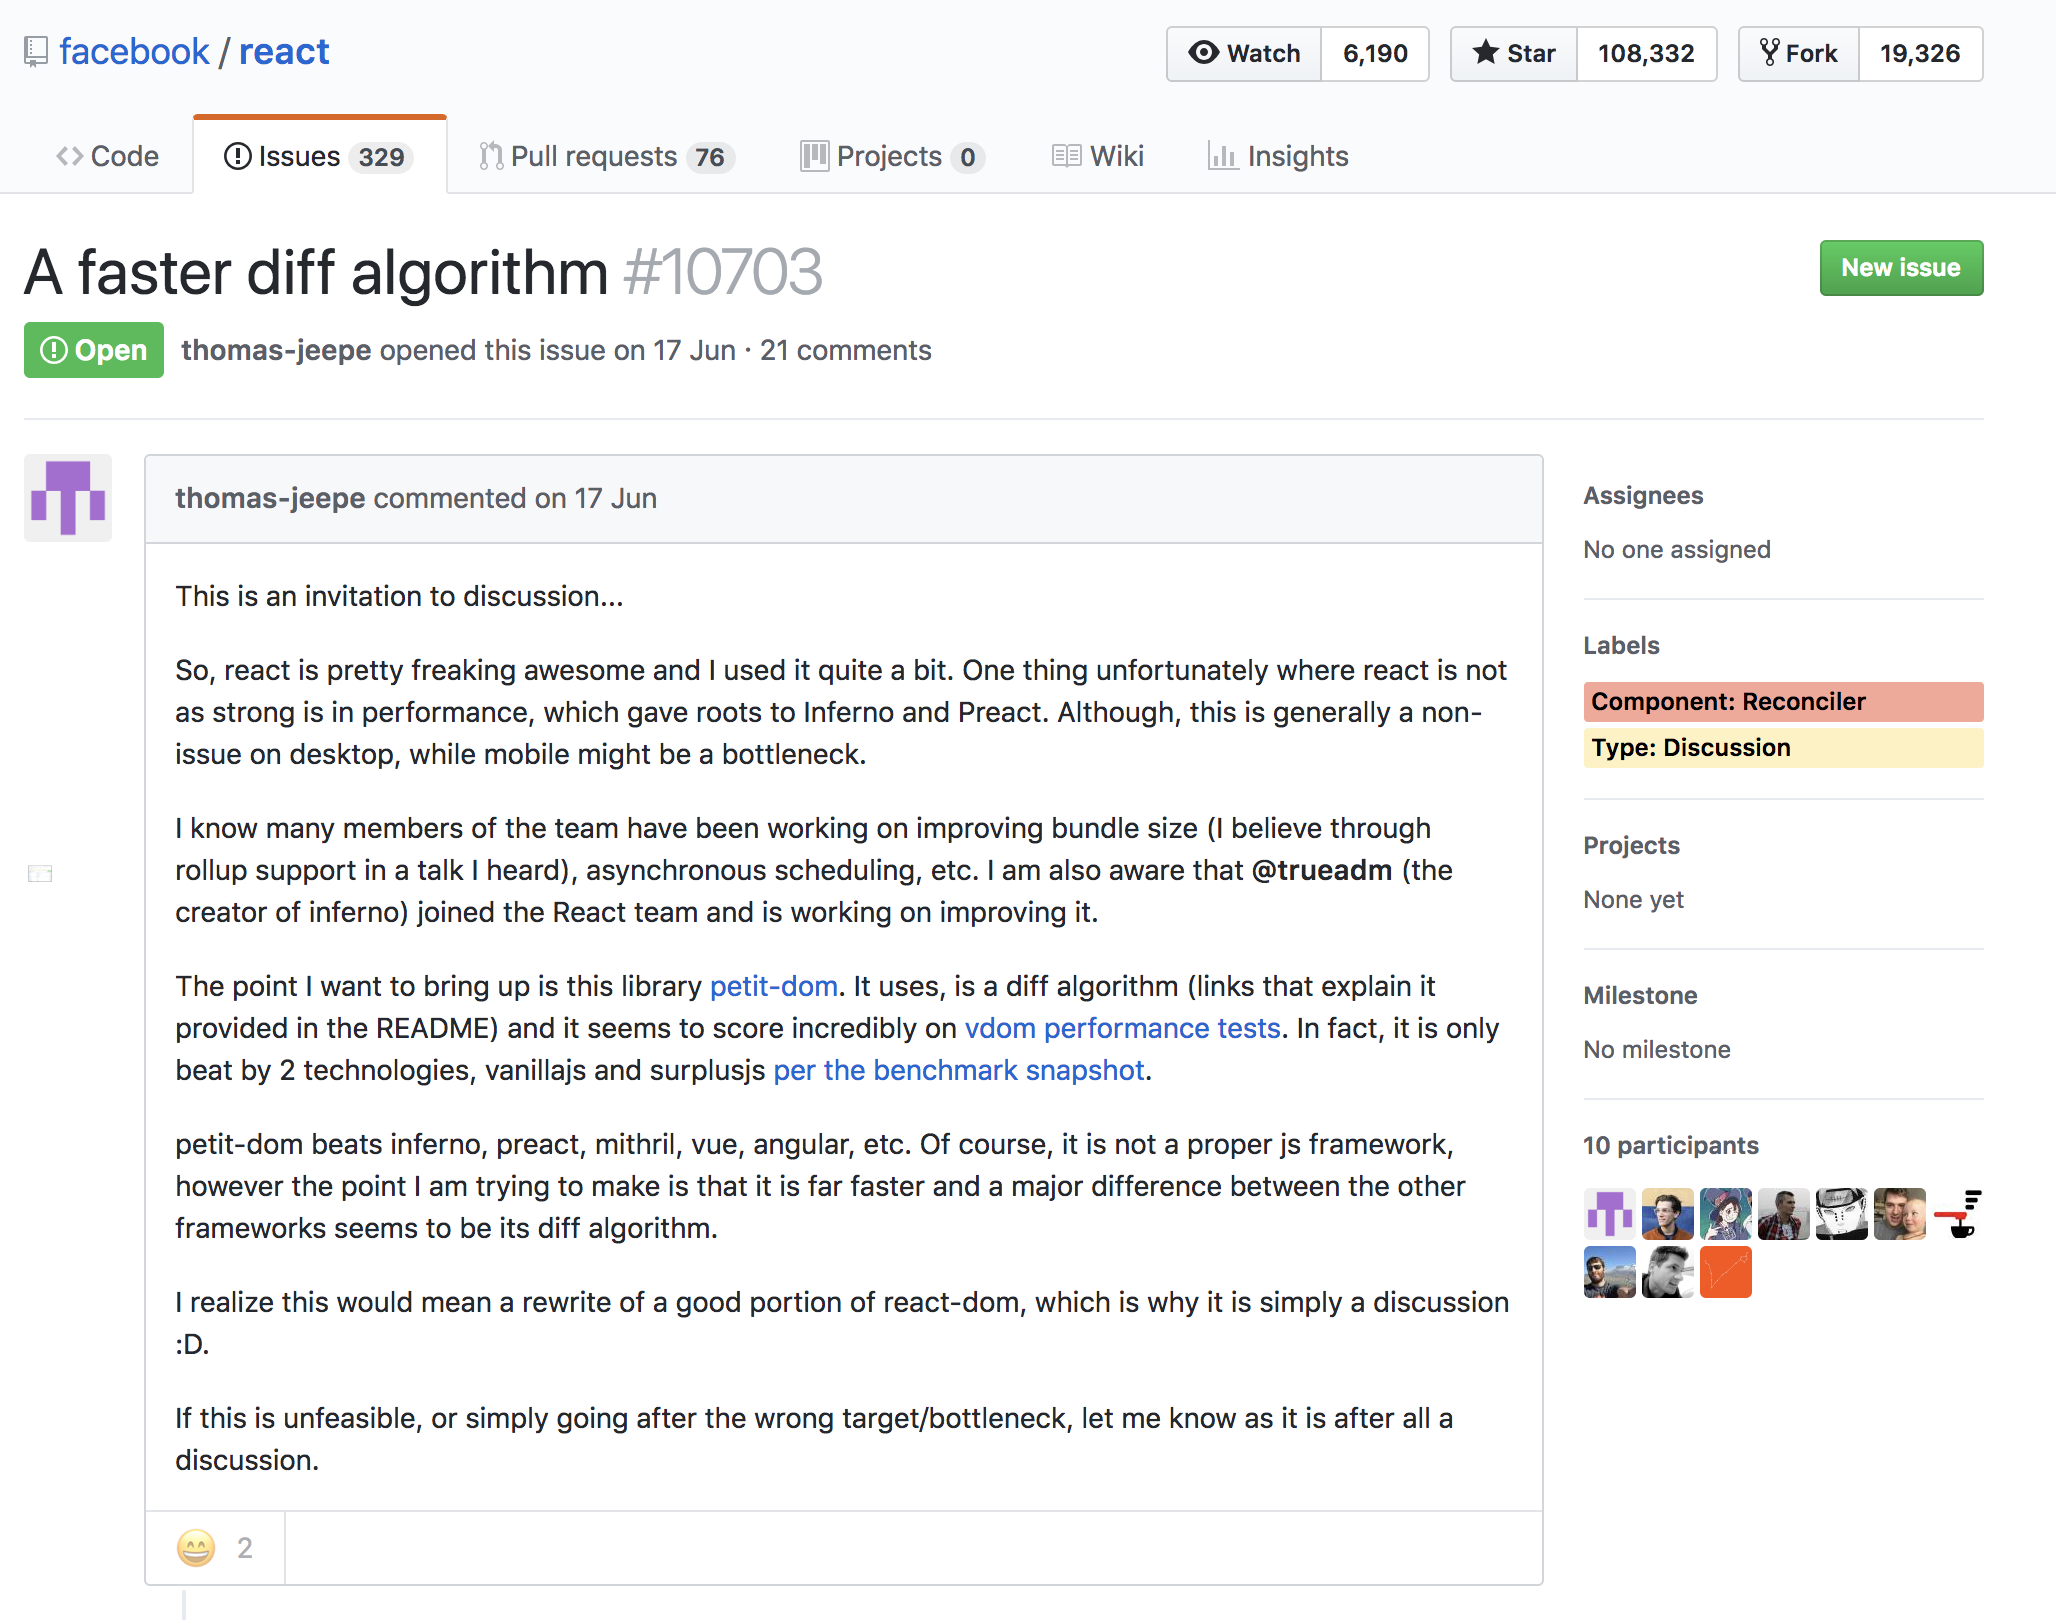 facebook / react
Watch 6,190 Star 108,332 Fork 19,326
Code Issues 329 Pull requests 76 Projects 0 Wiki Insights
A faster diff algorithm #10703
New issue
Open thomas-jeepe opened this issue on 17 Jun · 21 comments
thomas-jeepe commented on 17 Jun
This is an invitation to discussion...
So, react is pretty freaking awesome and I used it quite a bit. One thing unfortunately where react is not
as strong is in performance, which gave roots to Inferno and Preact. Although, this is generally a non-
issue on desktop, while mobile might be a bottleneck.
I know many members of the team have been working on improving bundle size (I believe through
rollup support in a talk I heard), asynchronous scheduling, etc. I am also aware that @trueadm (the
creator of inferno) joined the React team and is working on improving it.
The point I want to bring up is this library petit-dom. It uses, is a diff algorithm (links that explain it
provided in the README) and it seems to score incredibly on vdom performance tests. In fact, it is only
beat by 2 technologies, vanillajs and surplusjs per the benchmark snapshot.
petit-dom beats inferno, preact, mithril, vue, angular, etc. Of course, it is not a proper js framework,
however the point I am trying to make is that it is far faster and a major difference between the other
frameworks seems to be its diff algorithm.
I realize this would mean a rewrite of a good portion of react-dom, which is why it is simply a discussion
:D.
If this is unfeasible, or simply going after the wrong target/bottleneck, let me know as it is after all a
discussion.
2
Assignees
No one assigned
Labels
Component: Reconciler
Type: Discussion
Projects
None yet
Milestone
No milestone
10 participants